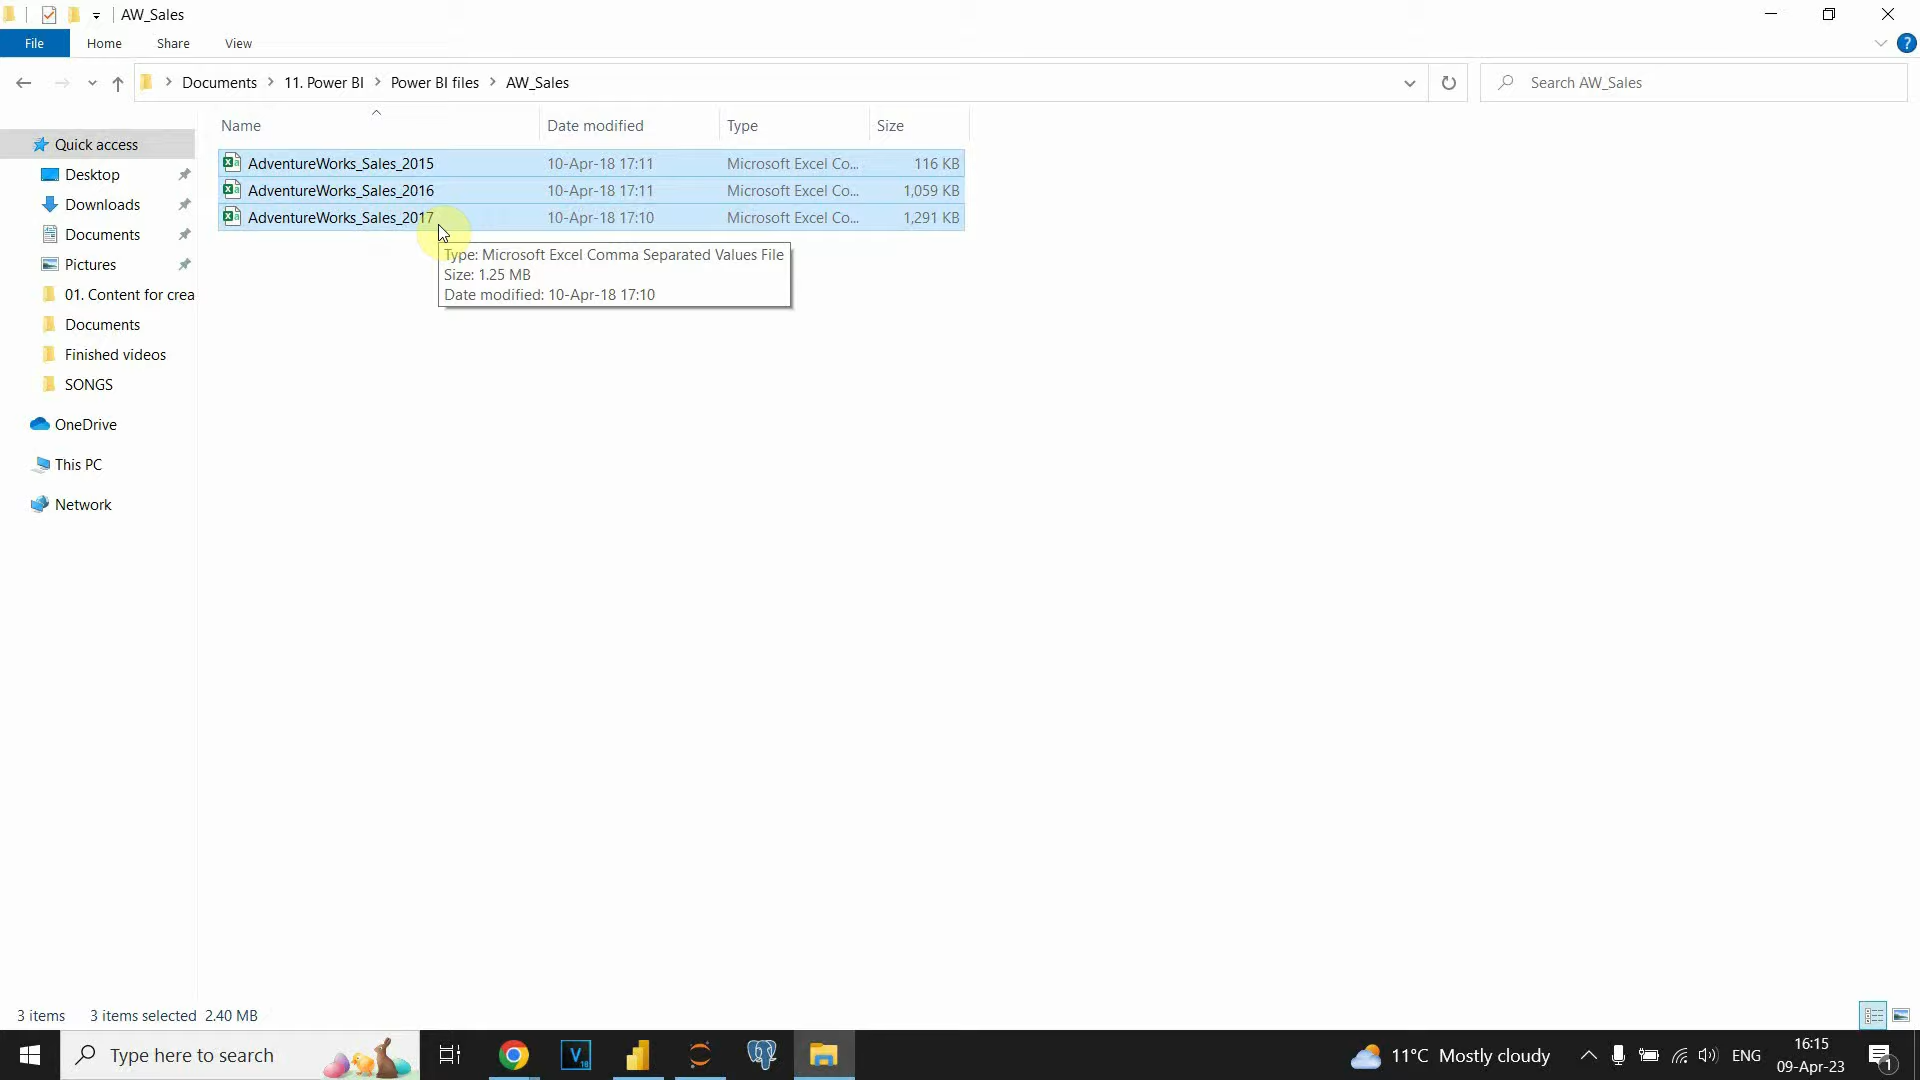 AW_Sales
File Home Share View
Documents > 11. Power BI > Power BI files > AW_Sales
Search AW_Sales
Name Date modified Type Size
Quick access
Desktop
Downloads
Documents
Pictures
01. Content for crea
Documents
Finished videos
SONGS
OneDrive
This PC
Network
AdventureWorks_Sales_2015 10-Apr-18 17:11 Microsoft Excel Co... 116 KB
AdventureWorks_Sales_2016 10-Apr-18 17:11 Microsoft Excel Co... 1,059 KB
AdventureWorks_Sales_2017 10-Apr-18 17:10 Microsoft Excel Co... 1,291 KB
Type: Microsoft Excel Comma Separated Values File
Size: 1.25 MB
Date modified: 10-Apr-18 17:10
3 items 3 items selected 2.40 MB
Type here to search
11°C Mostly cloudy
ENG
16:15
09-Apr-23
1